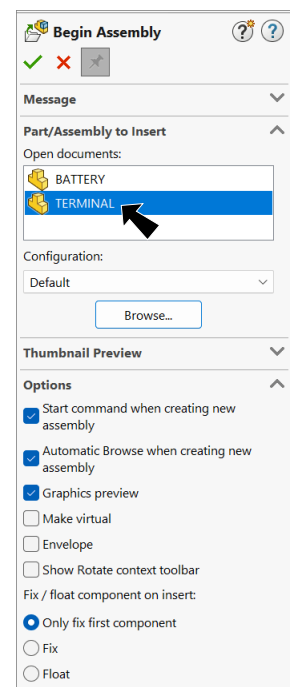 Begin Assembly
Message
Part/Assembly to Insert
Open documents:
BATTERY
TERMINAL
Configuration:
Default
Browse...
Thumbnail Preview
Options
Start command when creating new
assembly
Automatic Browse when creating new
assembly
Graphics preview
Make virtual
Envelope
Show Rotate context toolbar
Fix / float component on insert:
Only fix first component
Fix
Float